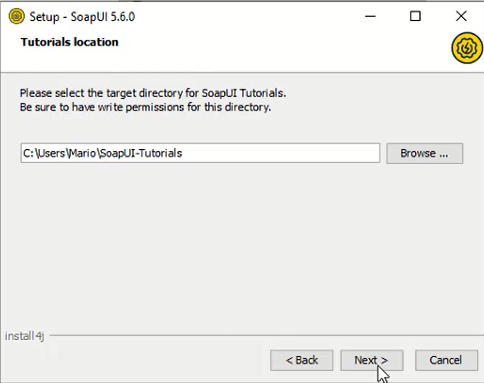 Setup - SoapUI 5.6.0
Tutorials location
Please select the target directory for SoapUI Tutorials.
Be sure to have write permissions for this directory.
C:\Users\Mario\SoapUI-Tutorials
Browse ...
install4j
< Back
Next >
Cancel